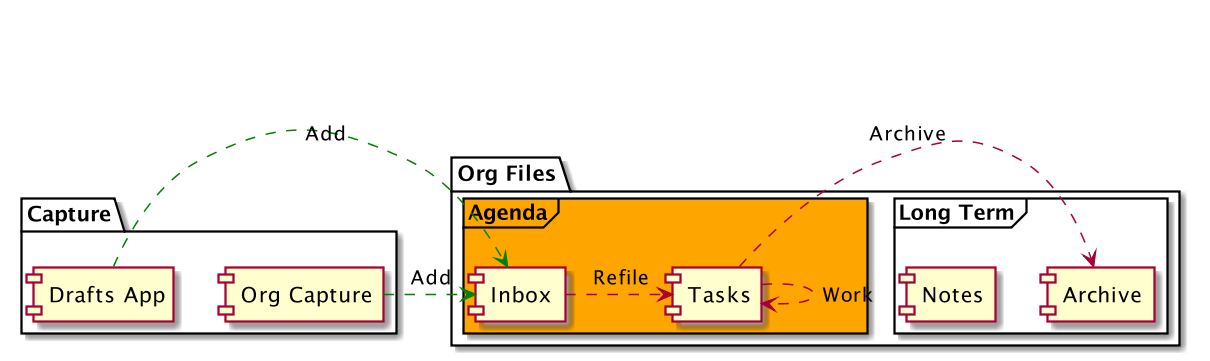 Add
Archive
Org Files
Capture
Agenda
Long Term
Add
Refile
Drafts App
Org Capture
Inbox
Tasks
Work
Notes
Archive